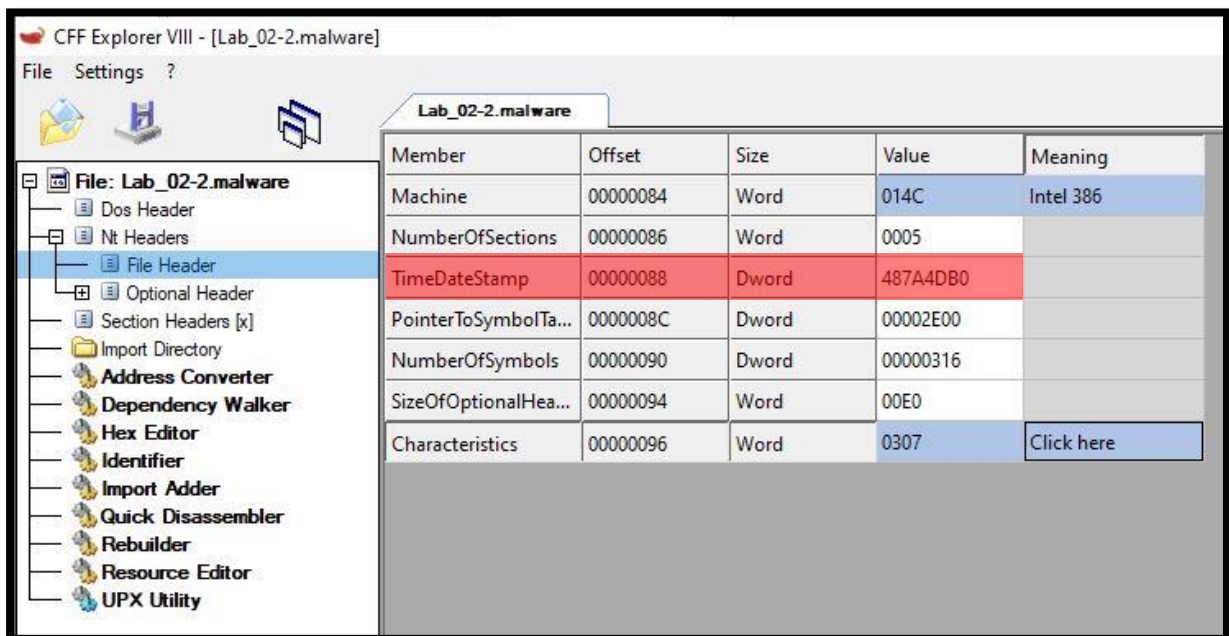 CFF Explorer VIII - [Lab_02-2.malware]
File Settings ?
Lab_02-2.malware
File: Lab_02-2.malware
Dos Header
Nt Headers
File Header
Optional Header
Section Headers [x]
Import Directory
Address Converter
Dependency Walker
Hex Editor
Identifier
Import Adder
Quick Disassembler
Rebuilder
Resource Editor
UPX Utility
Member Offset Size Value Meaning
Machine 00000084 Word 014C Intel 386
NumberOfSections 00000086 Word 0005
TimeDateStamp 00000088 Dword 487A4DB0
PointerToSymbolTa... 0000008C Dword 00002E00
NumberOfSymbols 00000090 Dword 00000316
SizeOfOptionalHea... 00000094 Word 00E0
Characteristics 00000096 Word 0307 Click here